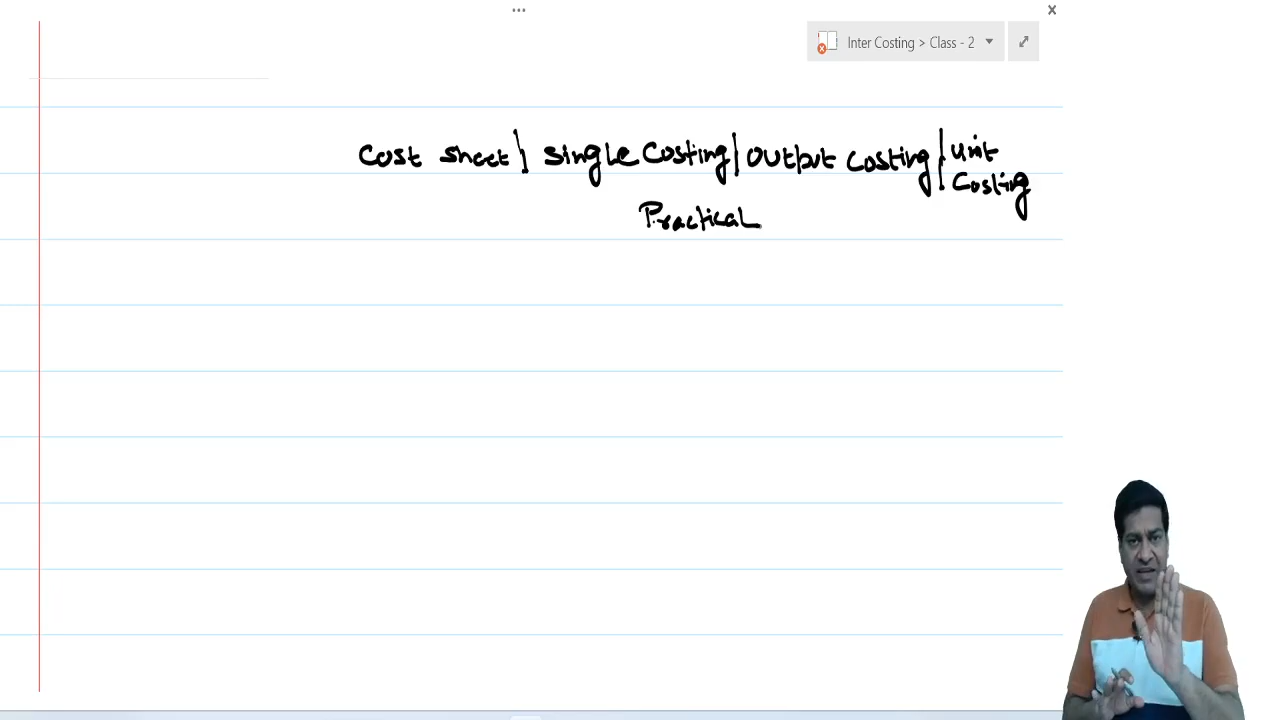 Inter Costing > Class - 2
Cost sheet | Single Costing | Output Costing | Unit Costing
Practical